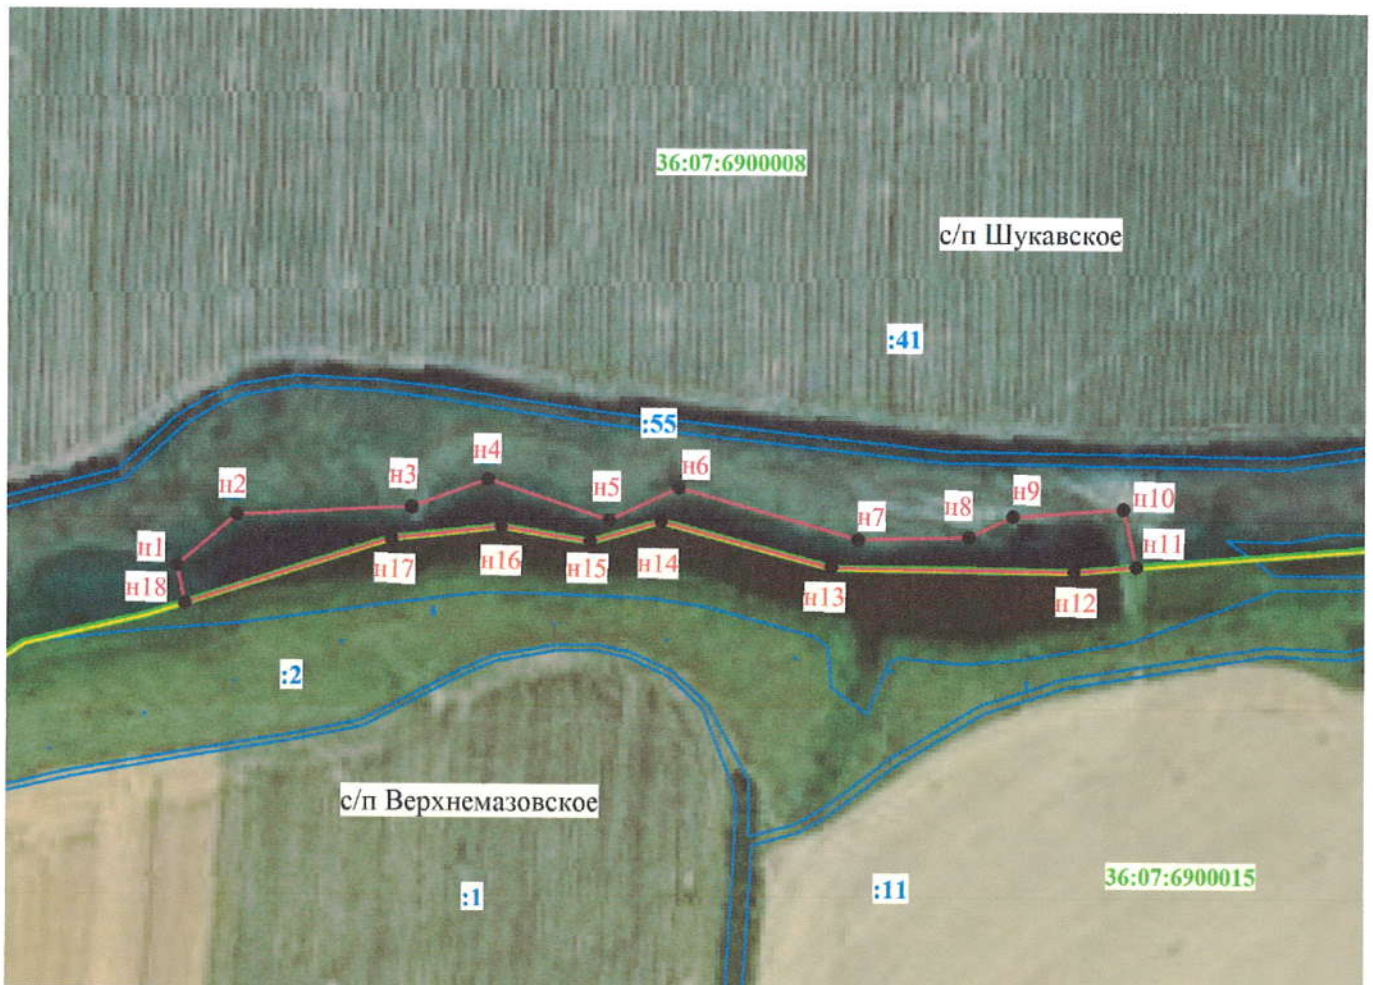 36:07:6900008
с/п Шукавское
:41
:55
н4
н6
н3
н2
н5
н9
н10
н7
н8
н1
н11
н18
н17
н16
н15
н14
н13
н12
:2
с/п Верхнемазовское
36:07:6900015
:1
:11